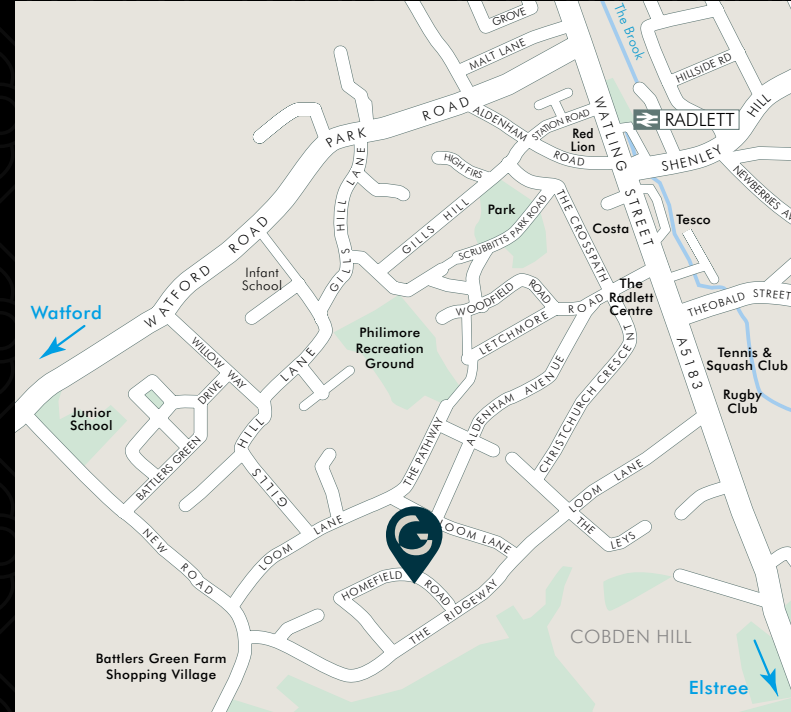 GROVE
MALT LANE
The Brook
HILLSIDE RD
PARK ROAD
ALDENHAM ROAD
STATION ROAD
Red
Lion
WATLING STREET
RADLETT
SHENLEY HILL
NEWBERRIES AV
HIGH FIRS
GILLS HILL LANE
GILLS HILL
Park
SCRUBBITTS PARK ROAD
THE CROSSPATH
Costa
Tesco
WATFORD ROAD
Infant
School
Watford
WOODFIELD ROAD
The
Radlett
Centre
THEOBALD STREET
LETCHMORE ROAD
Philimore
Recreation
Ground
WILLOW WAY
GILLS HILL LANE
A5183
Tennis &
Squash Club
Rugby
Club
ALDENHAM AVENUE
CHRISTCHURCH CRESCENT
Junior
School
BATTLERS GREEN DRIVE
THE PATHWAY
LOOM LANE
GILLS
NEW ROAD
LOOM LANE
G
LOOM LANE
THE LEYS
HOMEFIELD ROAD
THE RIDGEWAY
COBDEN HILL
Battlers Green Farm
Shopping Village
Elstree